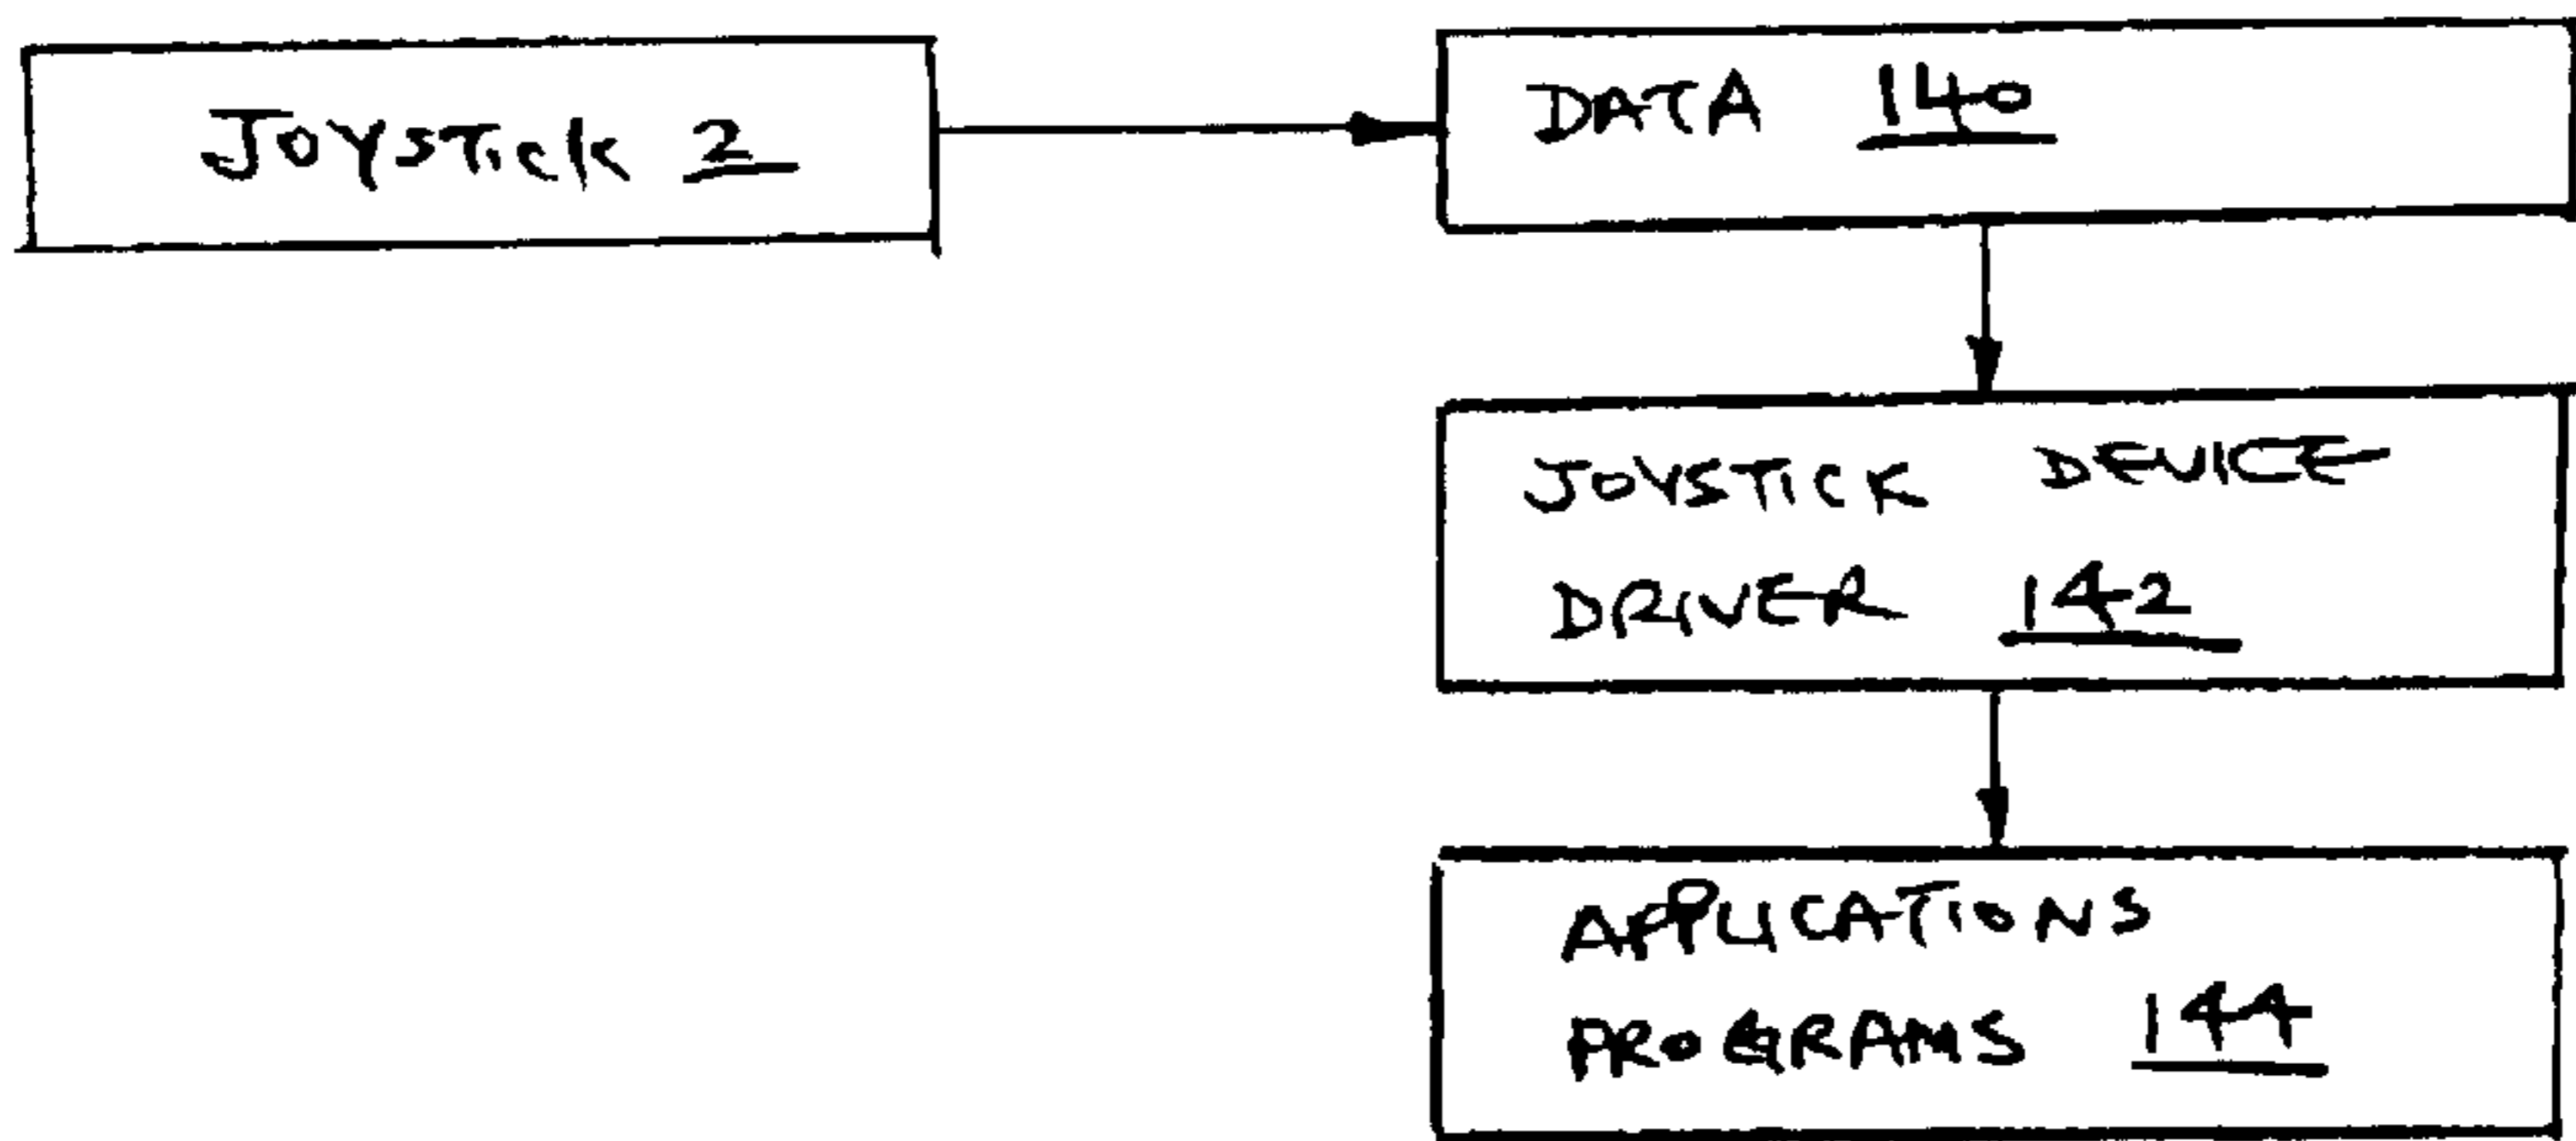 JOYSTICK 2
DATA 140
JOYSTICK DEVICE
DRIVER 142
APPLICATIONS
PROGRAMS 144